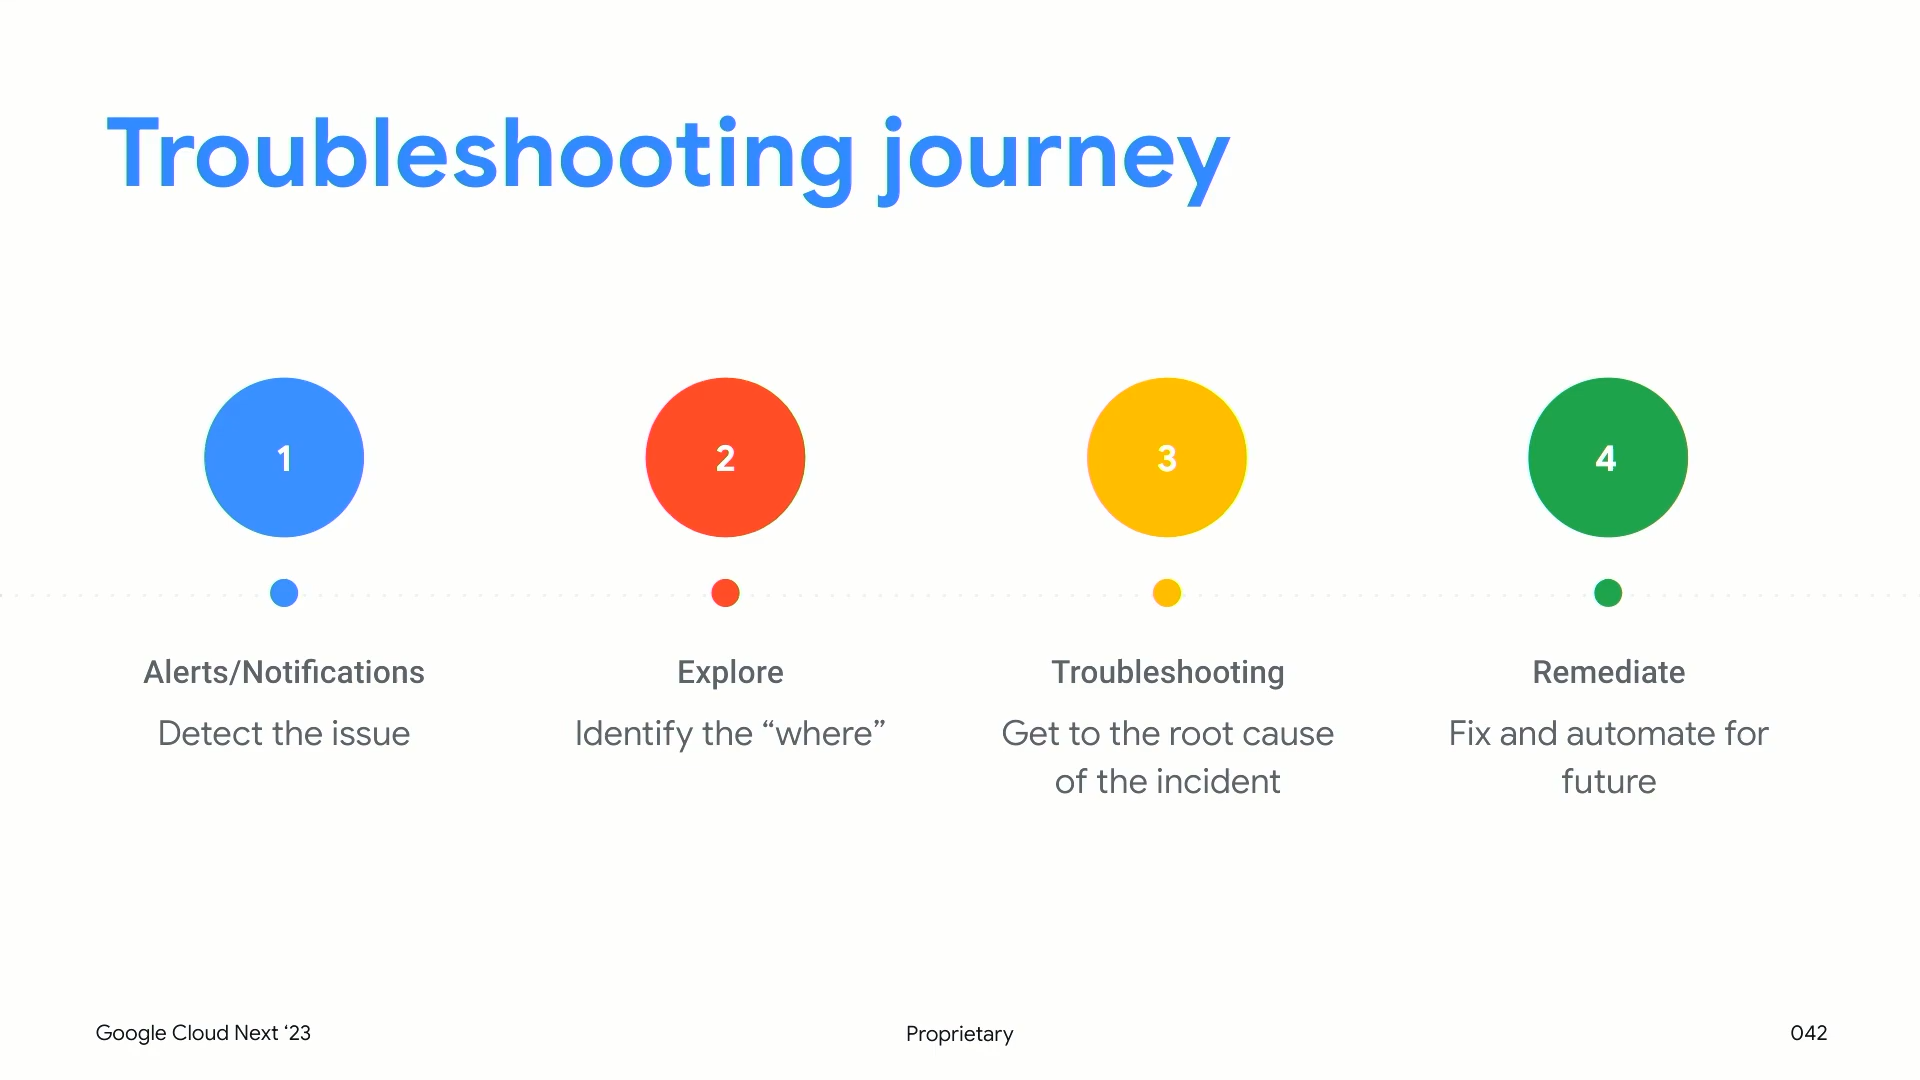 Troubleshooting journey
1
2
3
4
Alerts/Notifications
Detect the issue
Explore
Identify the “where”
Troubleshooting
Get to the root cause
of the incident
Remediate
Fix and automate for
future
Google Cloud Next ‘23
Proprietary
042